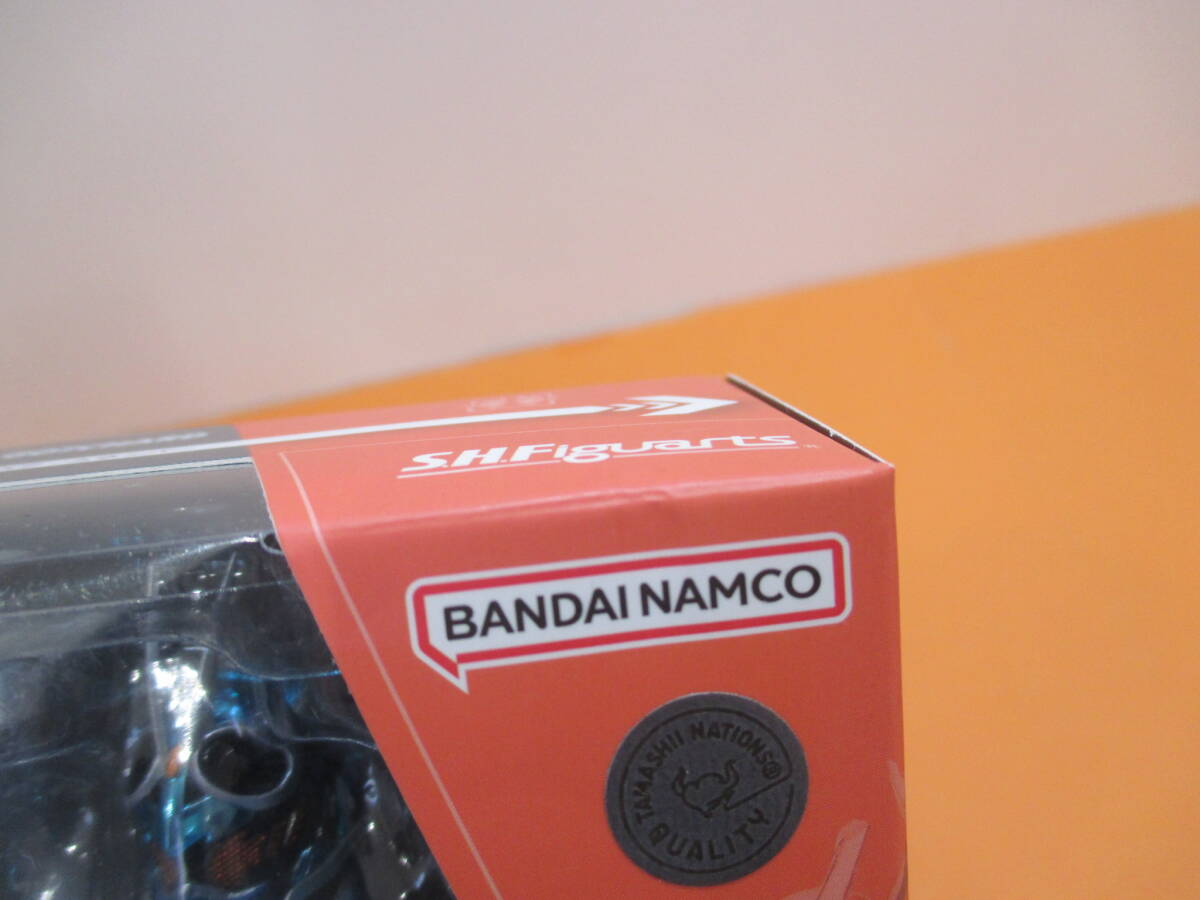 S.H.Figuarts
BANDAI NAMCO
TAMASHII NATIONS®
QUALITY